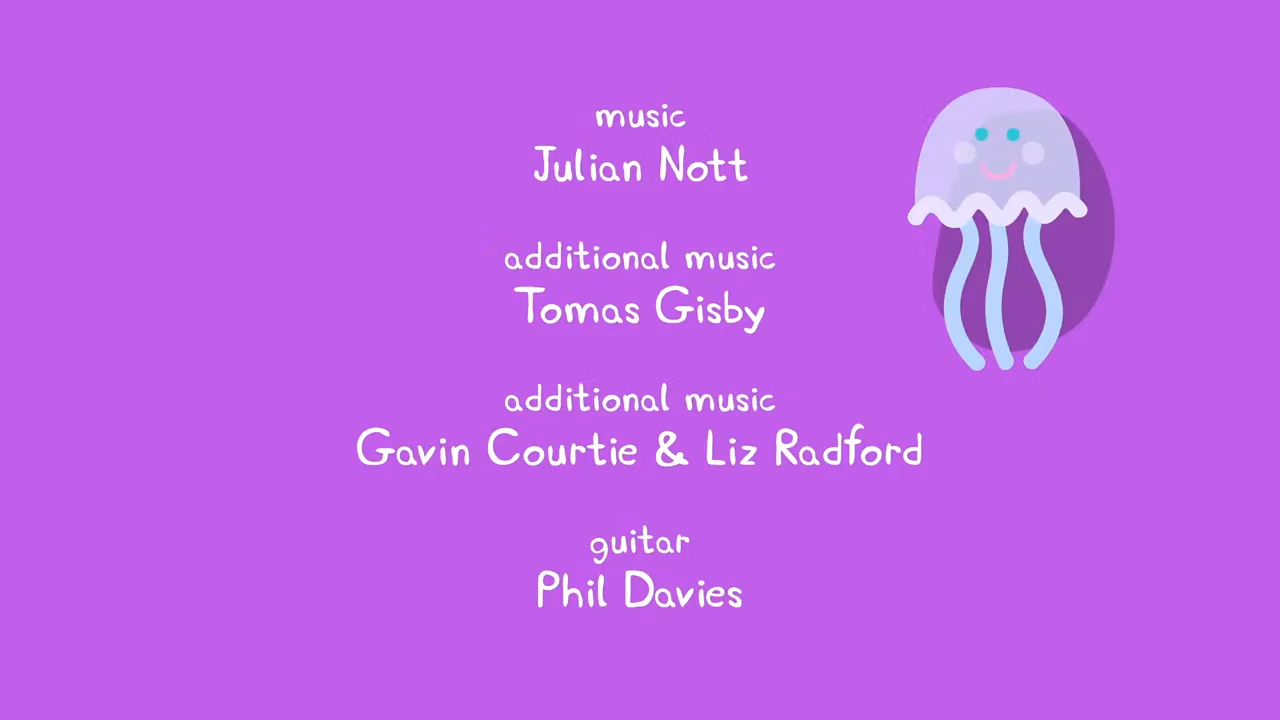 music
Julian Nott
additional music
Tomas Gisby
additional music
Gavin Courtie & Liz Radford
guitar
Phil Davies